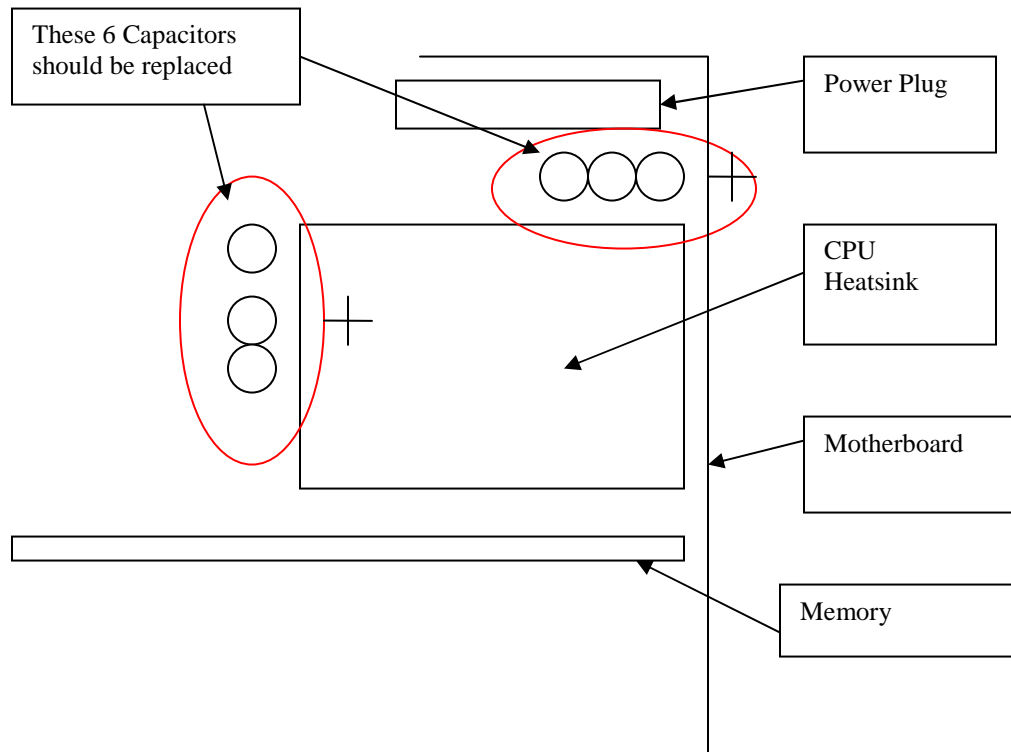 These 6 Capacitors
should be replaced
Power Plug
CPU
Heatsink
Motherboard
Memory